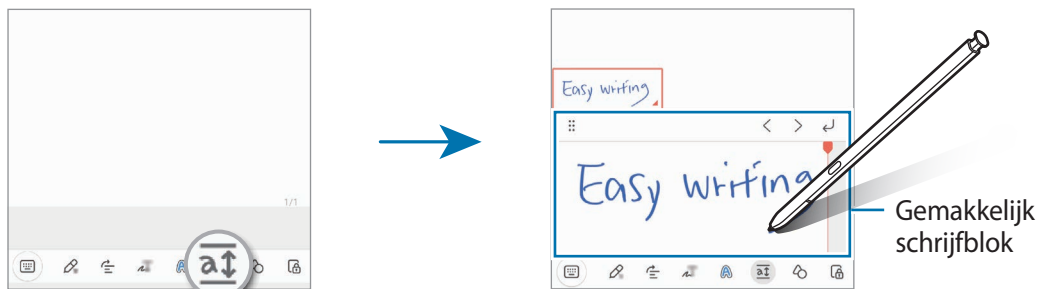 1/1
Easy writing
Easy writing
Gemakkelijk
schrijfblok